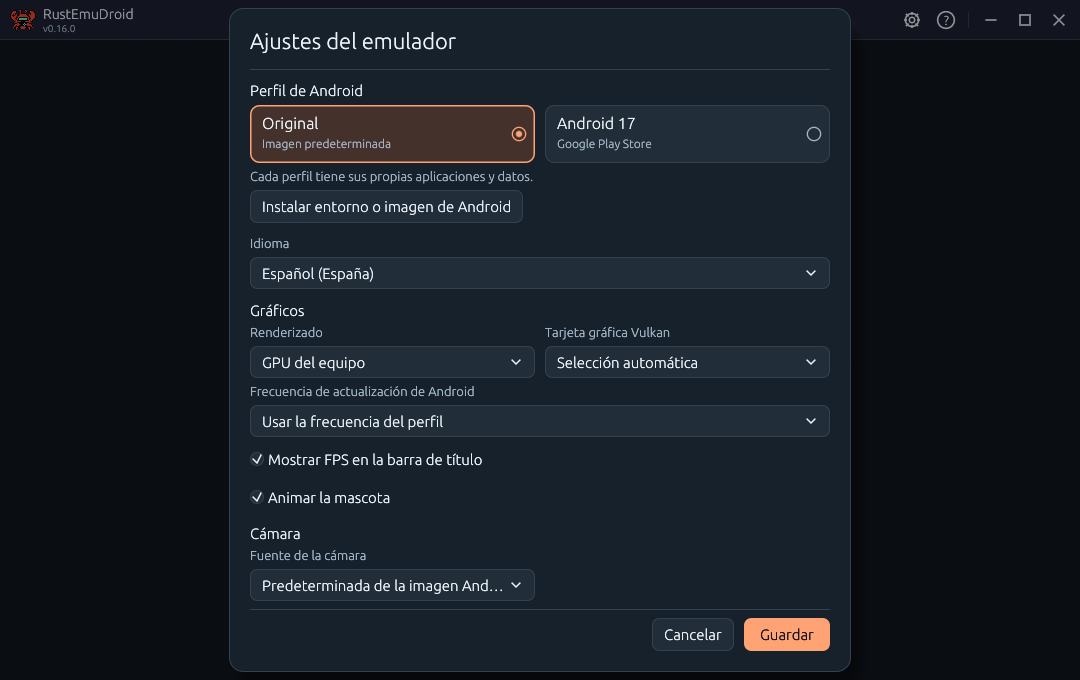 RustEmuDroid
v0.16.0
Ajustes del emulador
Perfil de Android
Original
Imagen predeterminada
Android 17
Google Play Store
Cada perfil tiene sus propias aplicaciones y datos.
Instalar entorno o imagen de Android
Idioma
Español (España)
Gráficos
Renderizado
Tarjeta gráfica Vulkan
GPU del equipo
Selección automática
Frecuencia de actualización de Android
Usar la frecuencia del perfil
Mostrar FPS en la barra de título
Animar la mascota
Cámara
Fuente de la cámara
Predeterminada de la imagen And…
Cancelar
Guardar